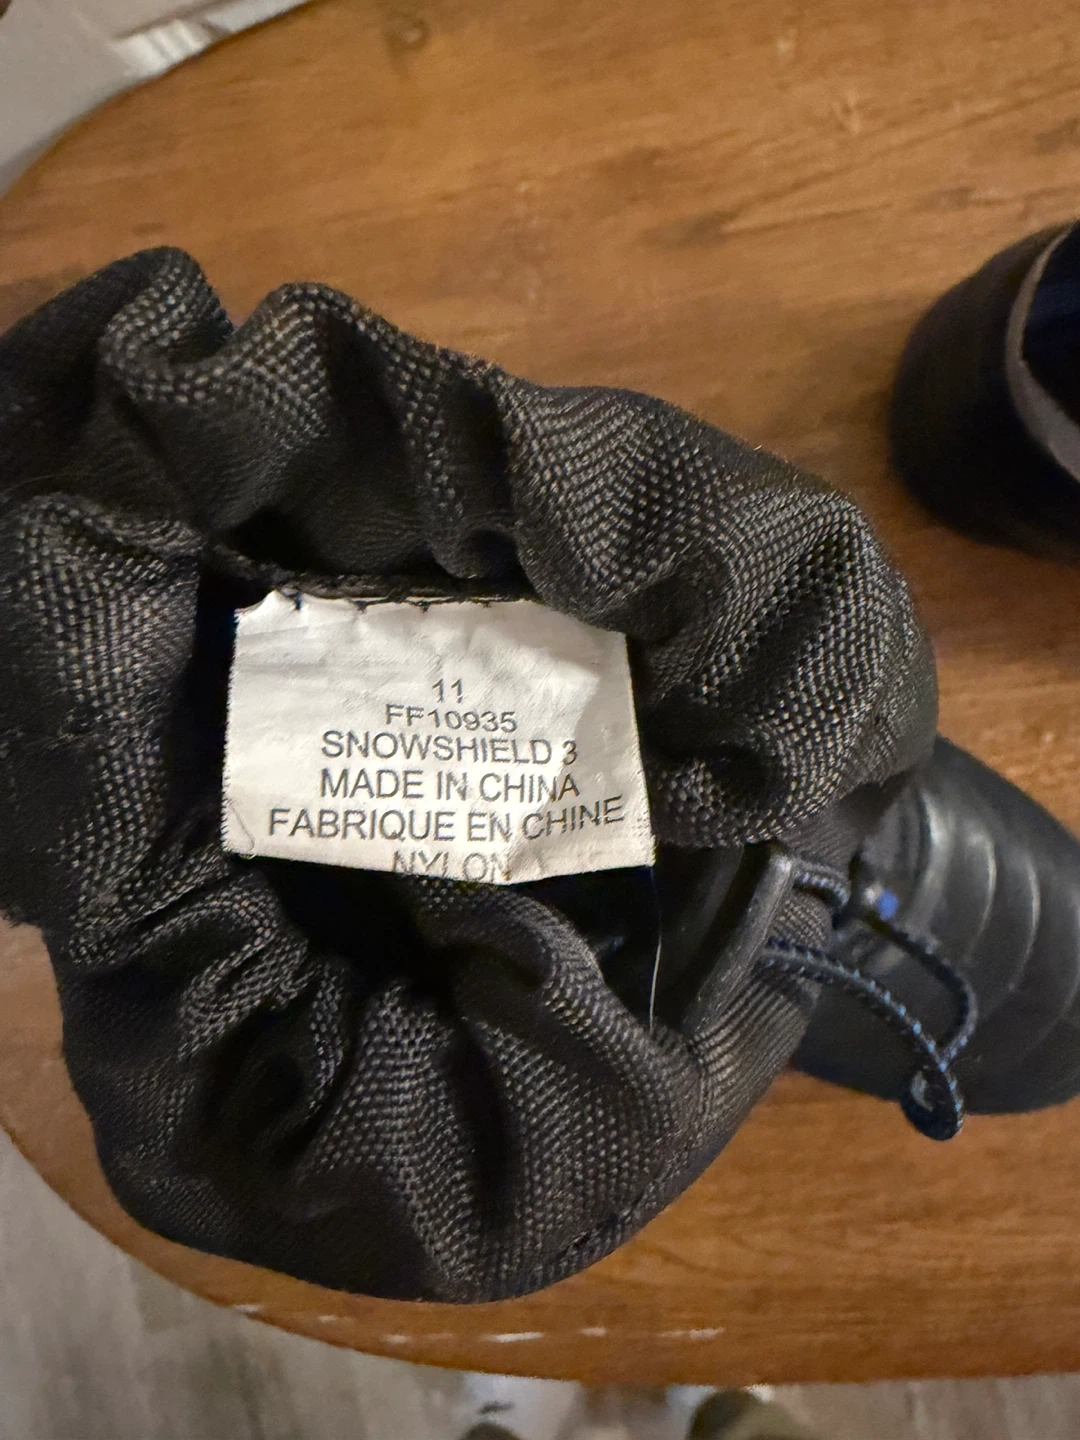 11
FF10935
SNOWSHIELD 3
MADE IN CHINA
FABRIQUE EN CHINE
NYLON